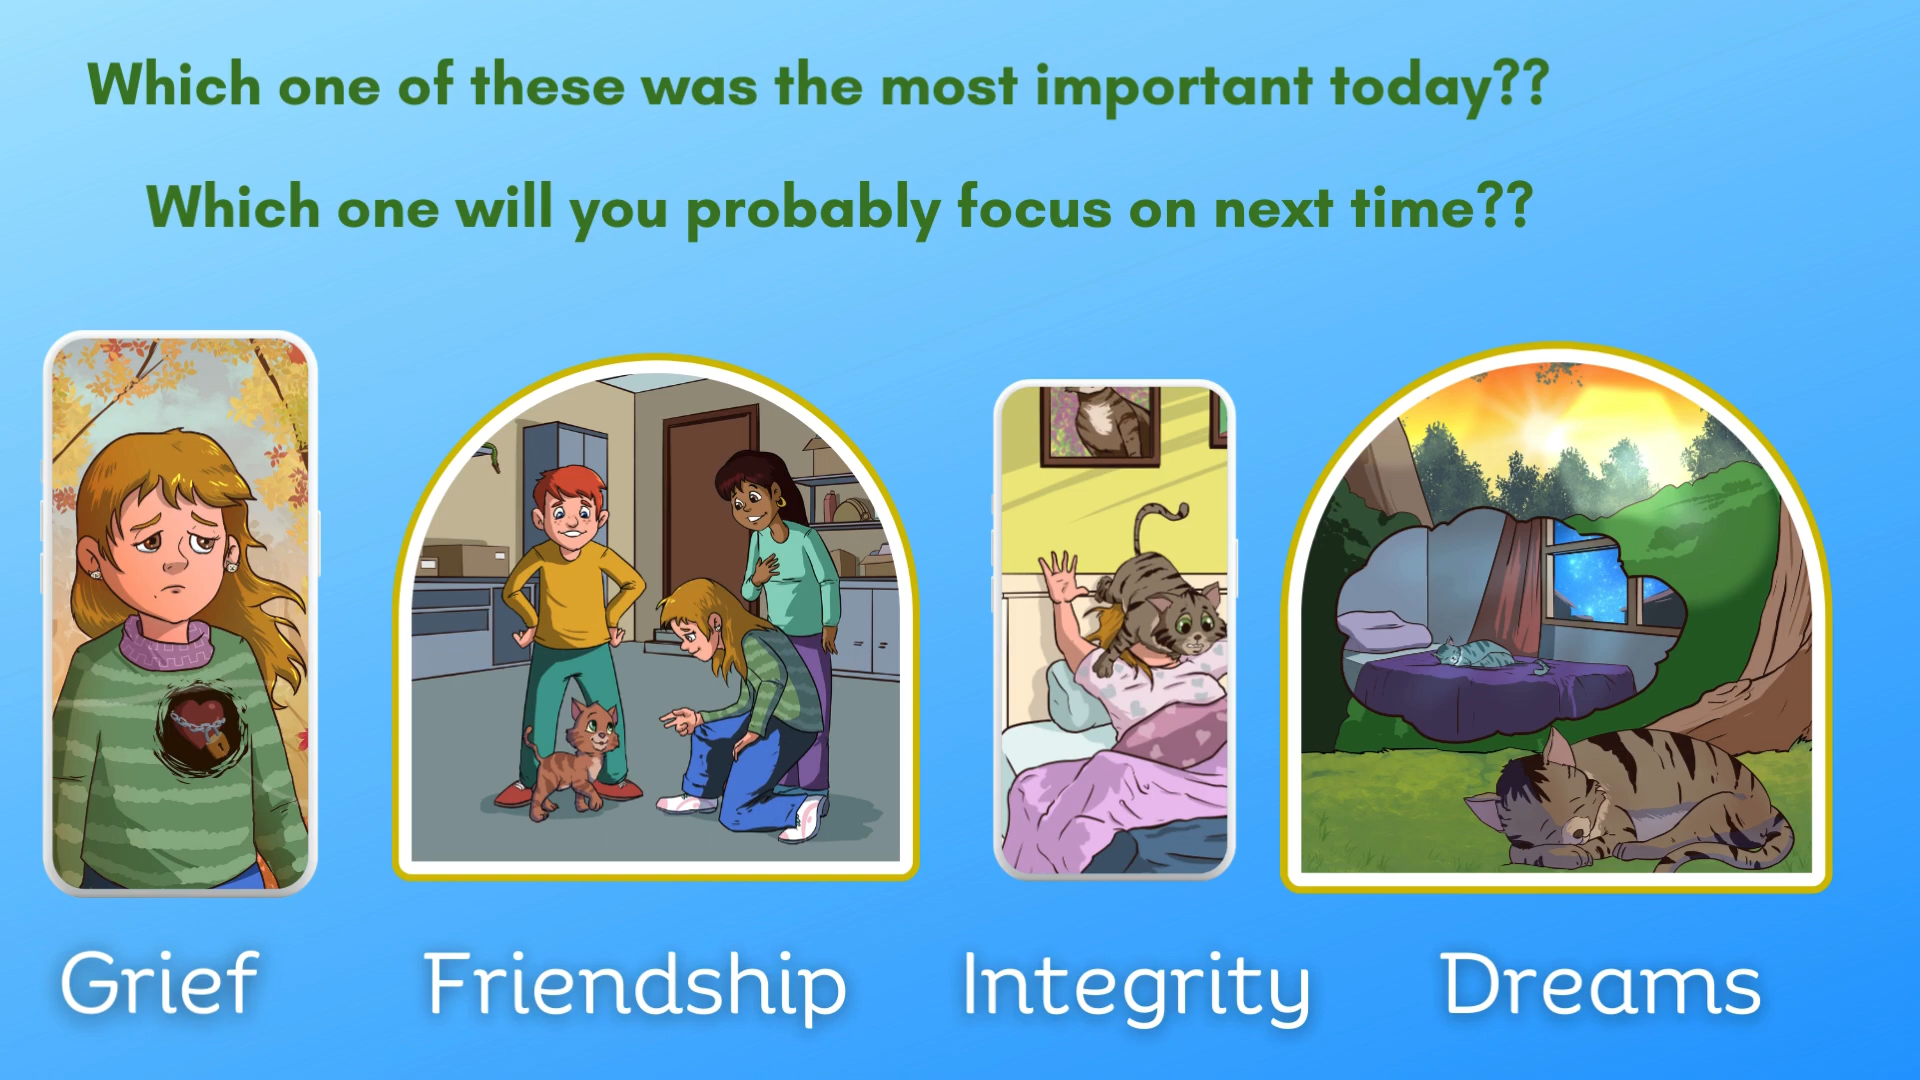 Which one of these was the most important today??
Which one will you probably focus on next time??
Grief
Friendship
Integrity
Dreams